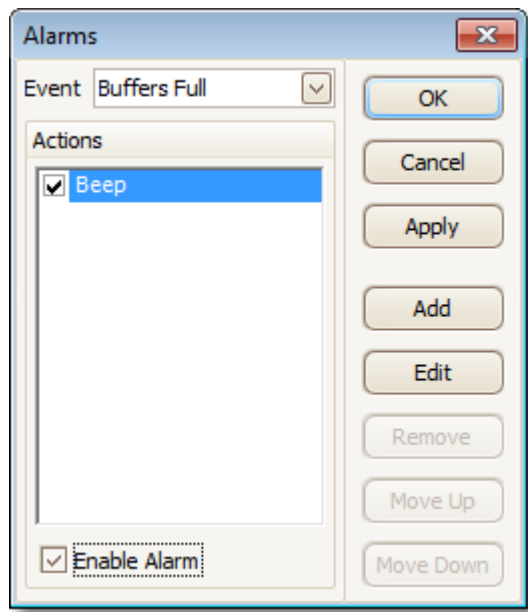 Alarms
Event Buffers Full
Actions
Beep
Enable Alarm
OK
Cancel
Apply
Add
Edit
Remove
Move Up
Move Down